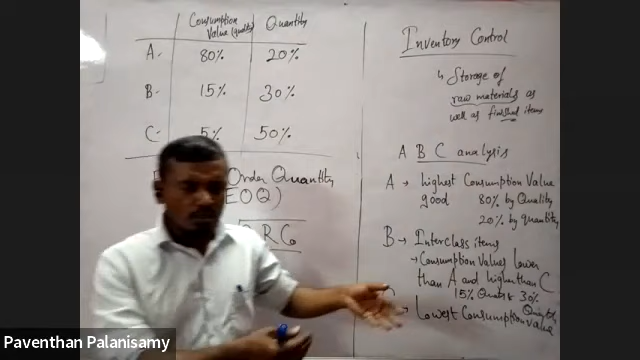 Consumption Value (quality) Quantity
A - 80% 20%
B - 15% 30%
C - 5% 50%
Order Quantity
EOQ)
Inventory Control
Storage of
raw materials as
well as finished items
A B C analysis
A → highest Consumption Value
good 80% by Quality
20% by quantity
B → Interclass items
→ Consumption Values lower
than A and higher than C
15% 30%
Lowest Consumption Value
Paventhan Palanisamy